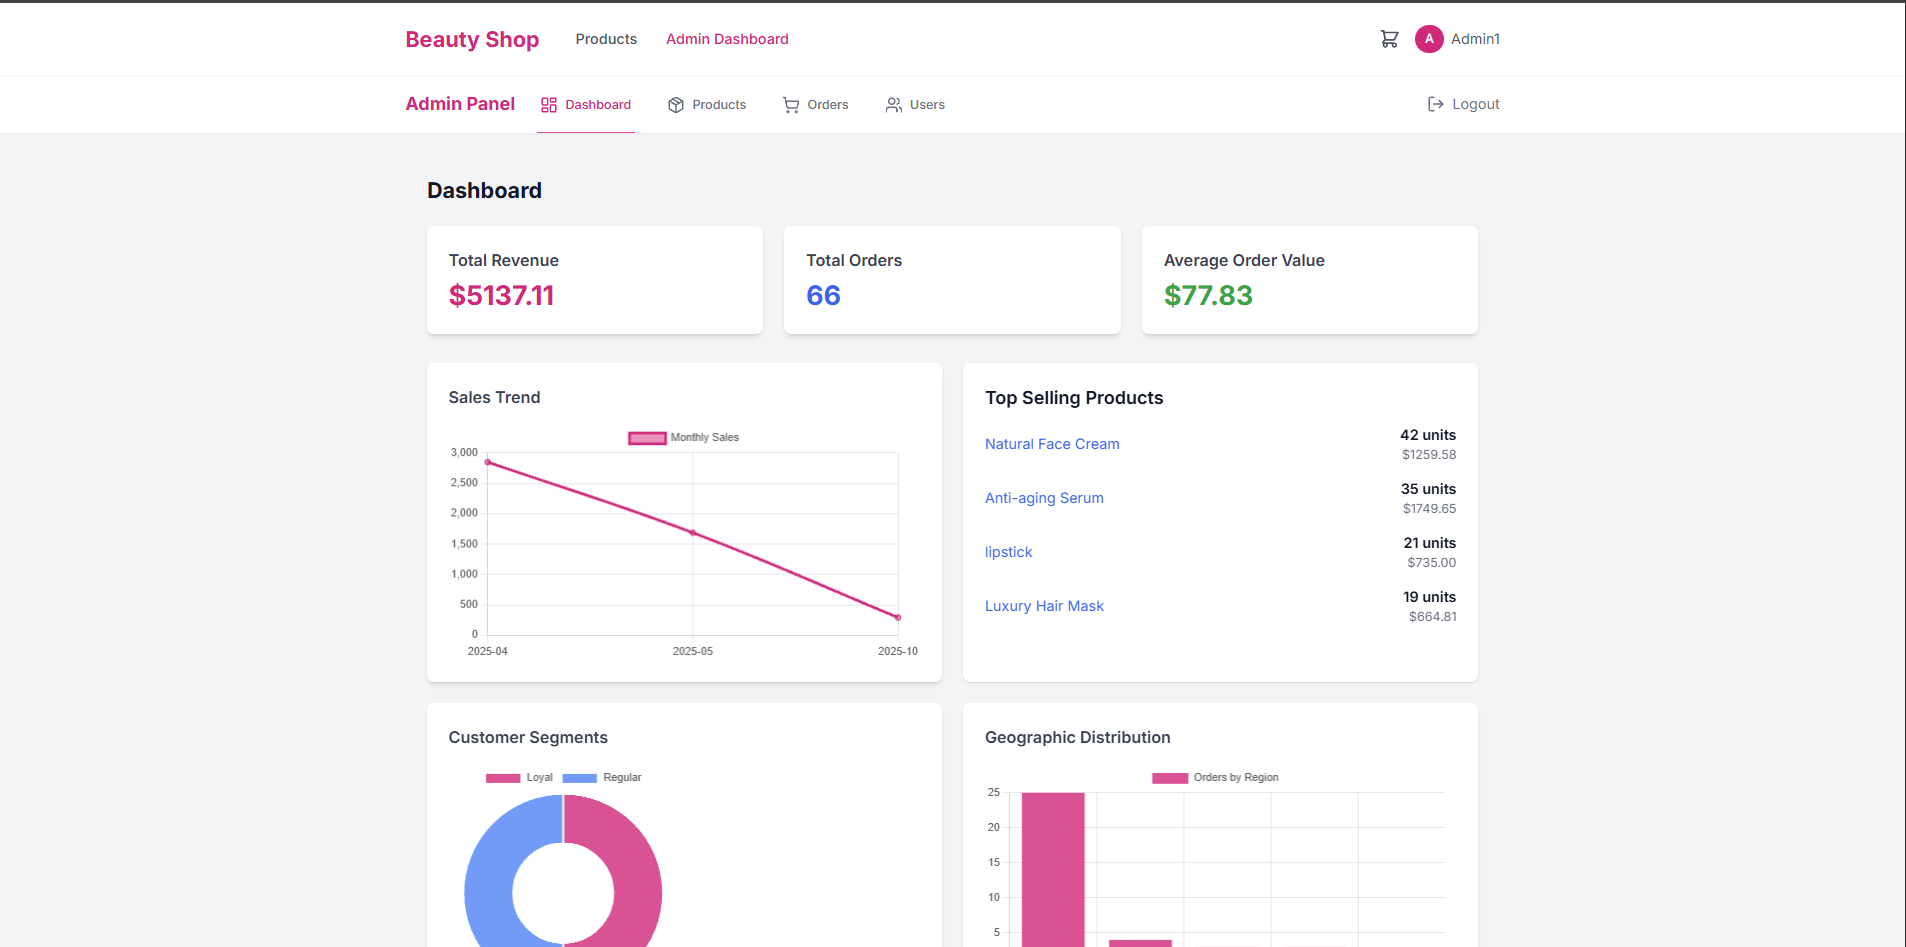 Beauty Shop Products Admin Dashboard A Admin1
Admin Panel Dashboard Products Orders Users Logout
Dashboard
Total Revenue
$5137.11
Total Orders
66
Average Order Value
$77.83
Sales Trend
Monthly Sales
3,000
2,500
2,000
1,500
1,000
500
0
2025-04 2025-05 2025-10
Top Selling Products
Natural Face Cream
42 units
$1259.58
Anti-aging Serum
35 units
$1749.65
lipstick
21 units
$735.00
Luxury Hair Mask
19 units
$664.81
Customer Segments
Loyal Regular
Geographic Distribution
Orders by Region
25
20
15
10
5